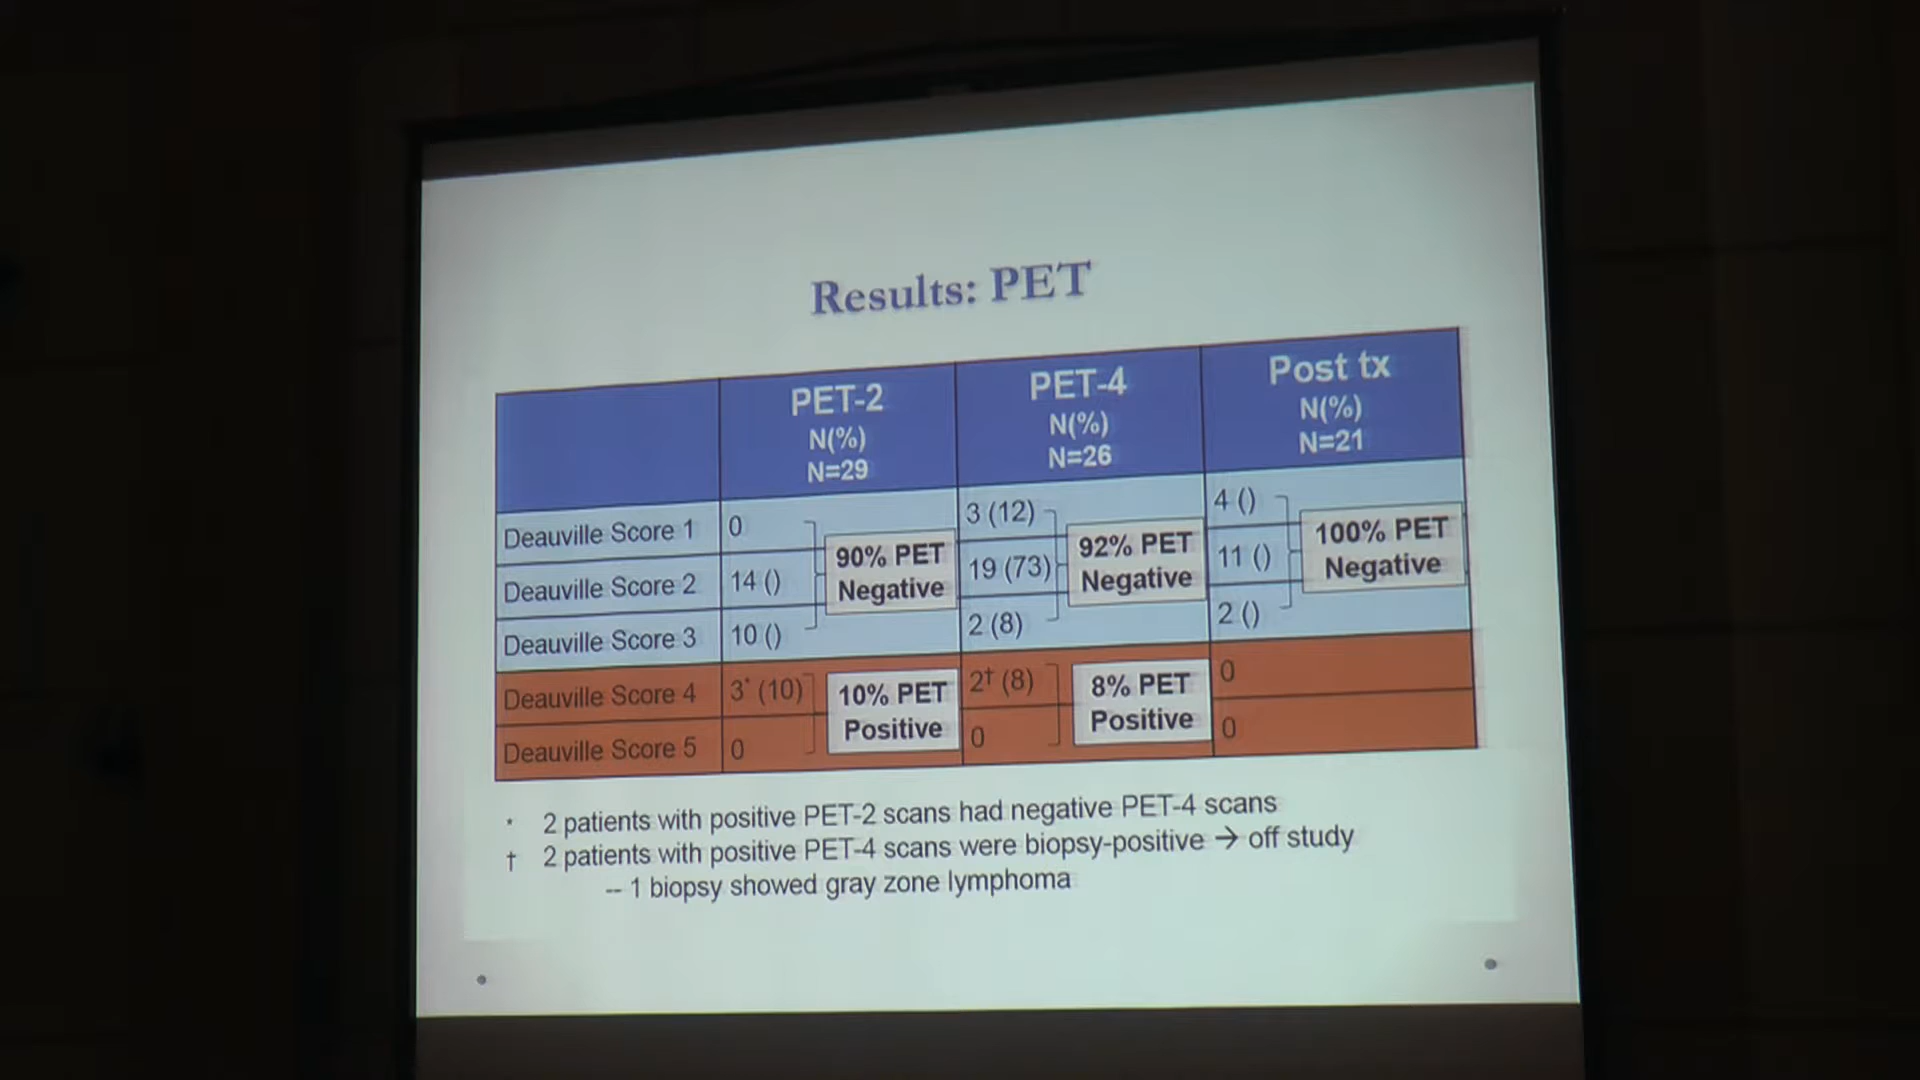 Results: PET
PET-2
N(%)
N=29
PET-4
N(%)
N=26
Post tx
N(%)
N=21
Deauville Score 1
0
3 (12)
4 ()
Deauville Score 2
14 ()
19 (73)
11 ()
Deauville Score 3
10 ()
2 (8)
2 ()
90% PET
Negative
92% PET
Negative
100% PET
Negative
Deauville Score 4
3* (10)
2† (8)
0
Deauville Score 5
0
0
0
10% PET
Positive
8% PET
Positive
* 2 patients with positive PET-2 scans had negative PET-4 scans
† 2 patients with positive PET-4 scans were biopsy-positive → off study
-- 1 biopsy showed gray zone lymphoma